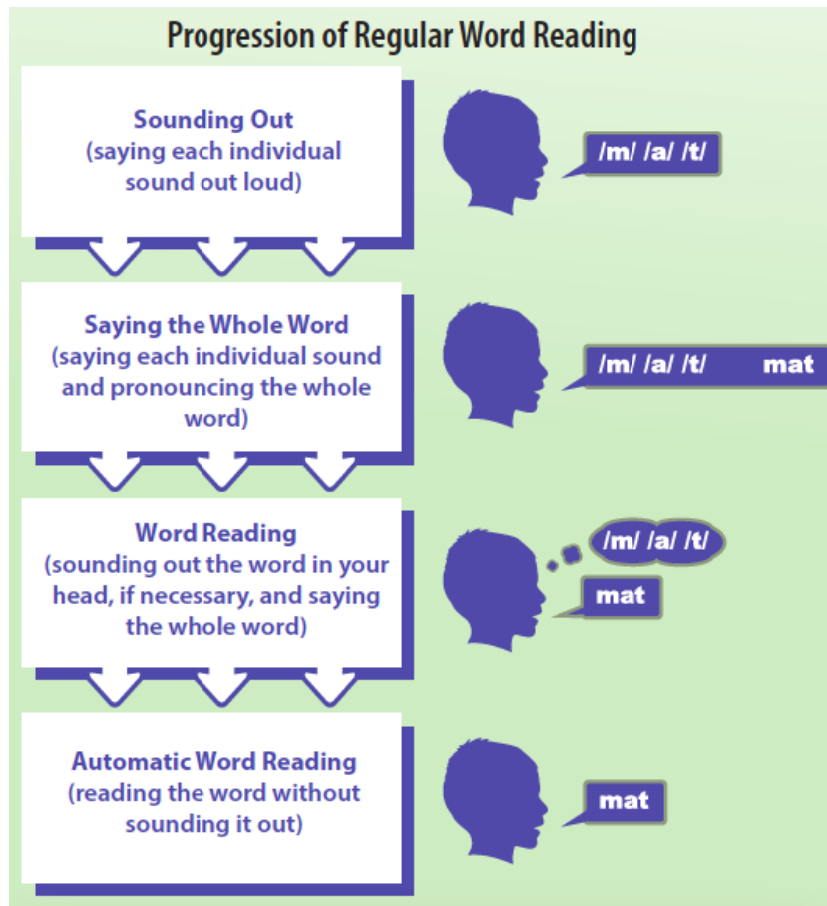 Progression of Regular Word Reading
Sounding Out
(saying each individual
sound out loud)
/m/ /a/ /t/
Saying the Whole Word
(saying each individual sound
and pronouncing the whole
word)
/m/ /a/ /t/ mat
Word Reading
(sounding out the word in your
head, if necessary, and saying
the whole word)
/m/ /a/ /t/
mat
Automatic Word Reading
(reading the word without
sounding it out)
mat